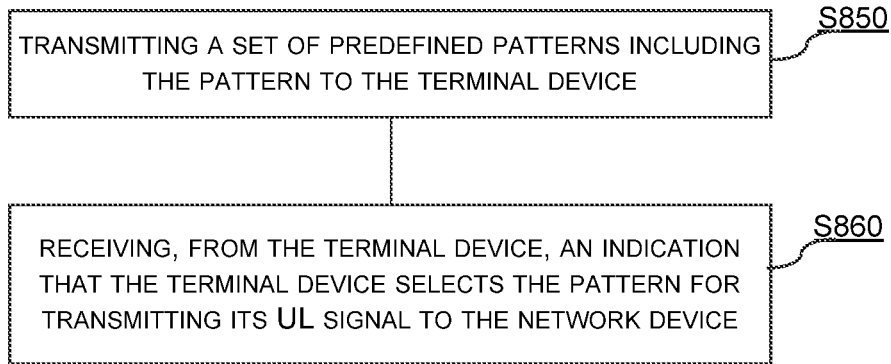 S850
TRANSMITTING A SET OF PREDEFINED PATTERNS INCLUDING
THE PATTERN TO THE TERMINAL DEVICE
S860
RECEIVING, FROM THE TERMINAL DEVICE, AN INDICATION
THAT THE TERMINAL DEVICE SELECTS THE PATTERN FOR
TRANSMITTING ITS UL SIGNAL TO THE NETWORK DEVICE